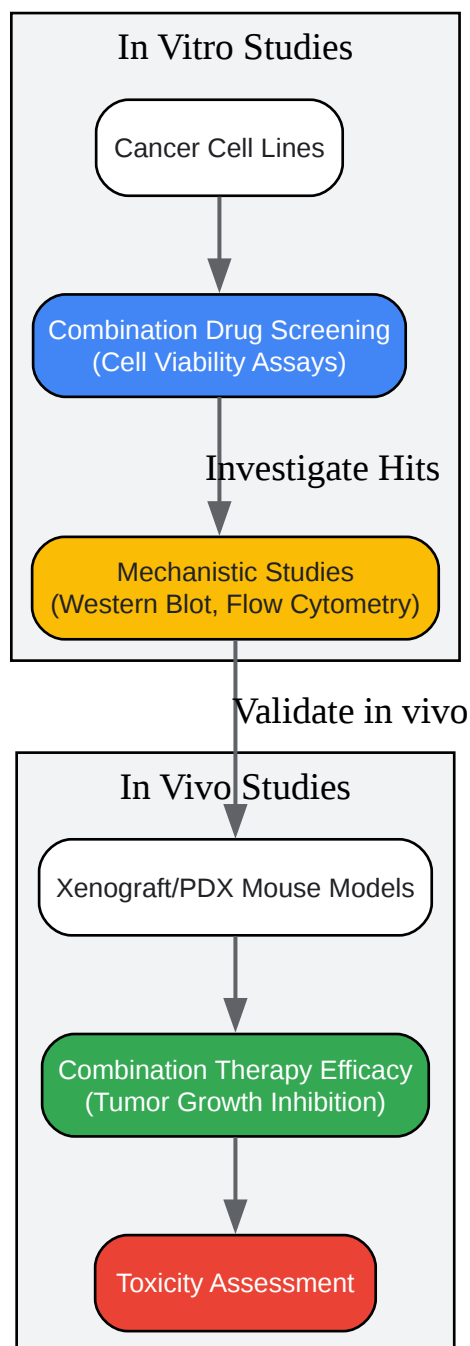 In Vitro Studies
Cancer Cell Lines
Combination Drug Screening
(Cell Viability Assays)
Investigate Hits
Mechanistic Studies
(Western Blot, Flow Cytometry)
Validate in vivo
In Vivo Studies
Xenograft/PDX Mouse Models
Combination Therapy Efficacy
(Tumor Growth Inhibition)
Toxicity Assessment